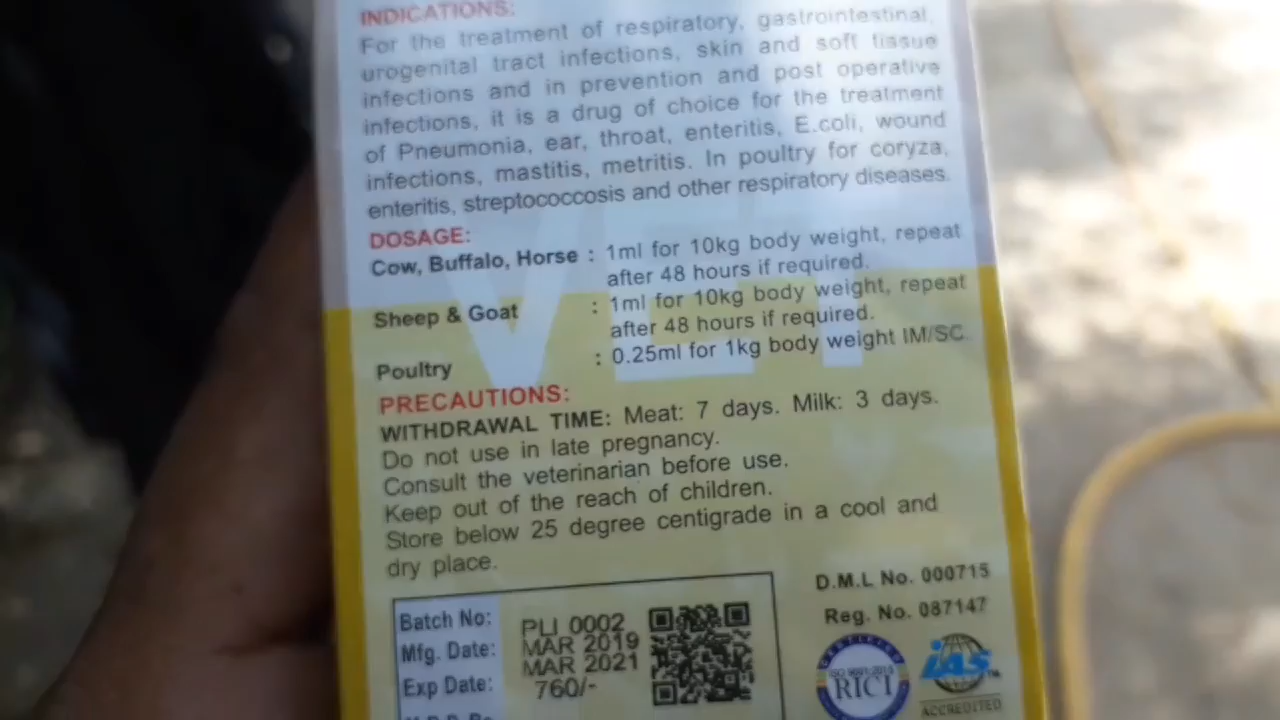 INDICATIONS:
For the treatment of respiratory, gastrointestinal,
urogenital tract infections, skin and soft tissue
infections and in prevention and post operative
infections, it is a drug of choice for the treatment
of Pneumonia, ear, throat, enteritis, E.coli, wound
infections, mastitis, metritis. In poultry for coryza,
enteritis, streptococcosis and other respiratory diseases.
DOSAGE:
Cow, Buffalo, Horse : 1ml for 10kg body weight, repeat
after 48 hours if required.
Sheep & Goat : 1ml for 10kg body weight, repeat
after 48 hours if required.
Poultry : 0.25ml for 1kg body weight IM/SC.
PRECAUTIONS:
WITHDRAWAL TIME: Meat: 7 days. Milk: 3 days.
Do not use in late pregnancy.
Consult the veterinarian before use.
Keep out of the reach of children.
Store below 25 degree centigrade in a cool and
dry place.
Batch No: PLI 0002
Mfg. Date: MAR 2019
Exp Date: MAR 2021
760/-
D.M.L No. 000715
Reg. No. 087147
CERTIFIED
RICI
iAS
ACCREDITED
VET